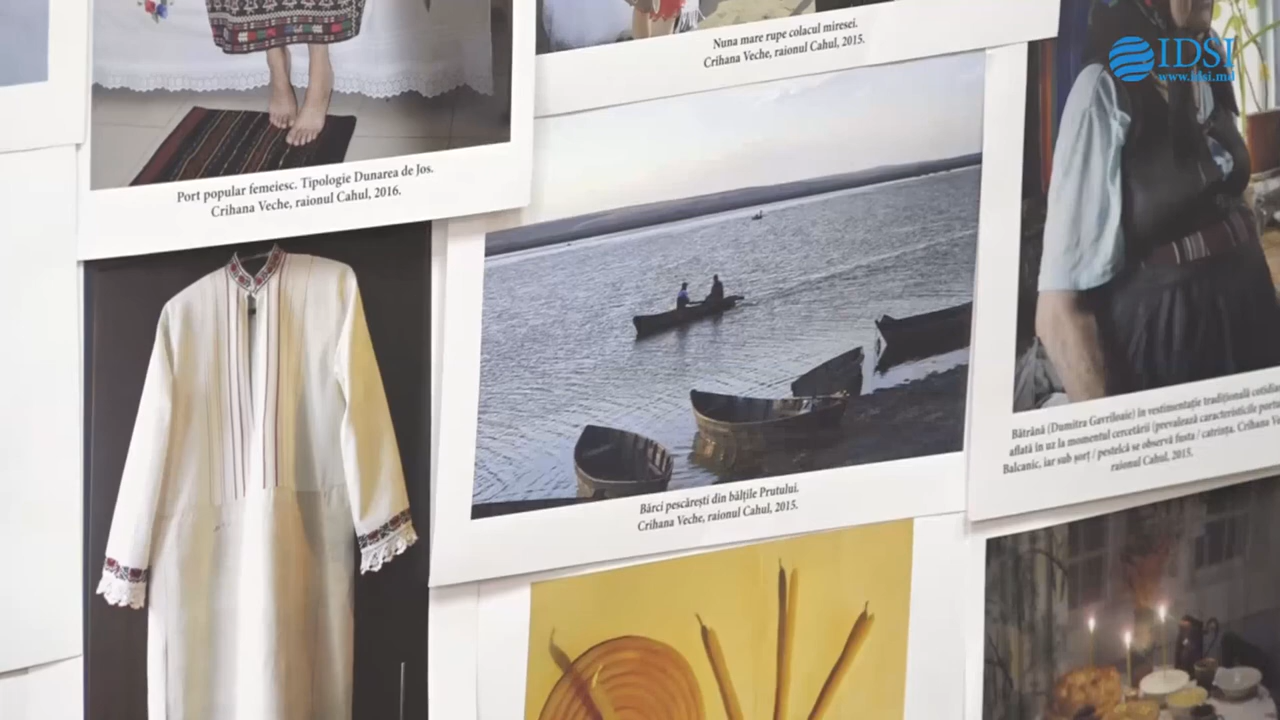 Nuna mare rupe colacul miresei.
Crihana Veche, raionul Cahul, 2015.
IDSI
www.idsi.md
Port popular femeiesc. Tipologie Dunarea de Jos.
Crihana Veche, raionul Cahul, 2016.
Bărci pescărești din bălțile Prutului.
Crihana Veche, raionul Cahul, 2015.
Bătrână (Dumitra Gavriloaie) în vestimentație tradițională
aflată în uz la momentul cercetării (prevalează caracteristicile
Balcanic, iar sub șorț / pestelcă se observă fusta / catrința. Crihana
raionul Cahul, 2015.